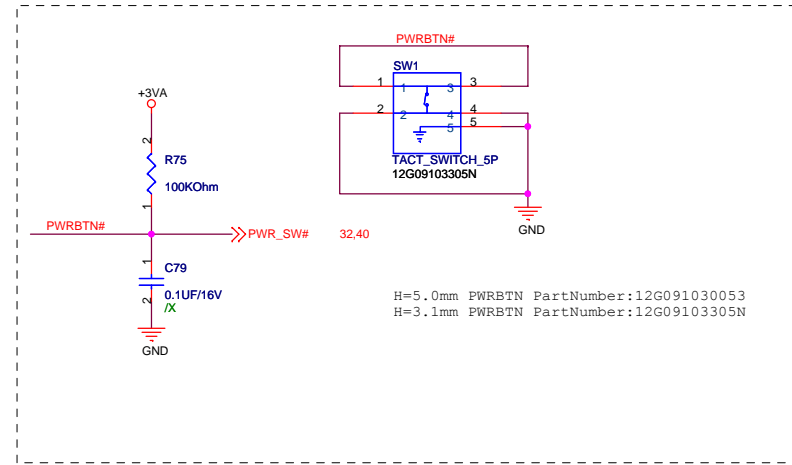 PWRBTN#
SW1
1
1
3
3
2
2
4
4
5
5
TACT_SWITCH_5P
12G09103305N
GND
+3VA
2
R75
100KOhm
1
PWRBTN#
PWR_SW#
32,40
1
C79
0.1UF/16V
2
/X
GND
H=5.0mm PWRBTN PartNumber:12G091030053
H=3.1mm PWRBTN PartNumber:12G09103305N